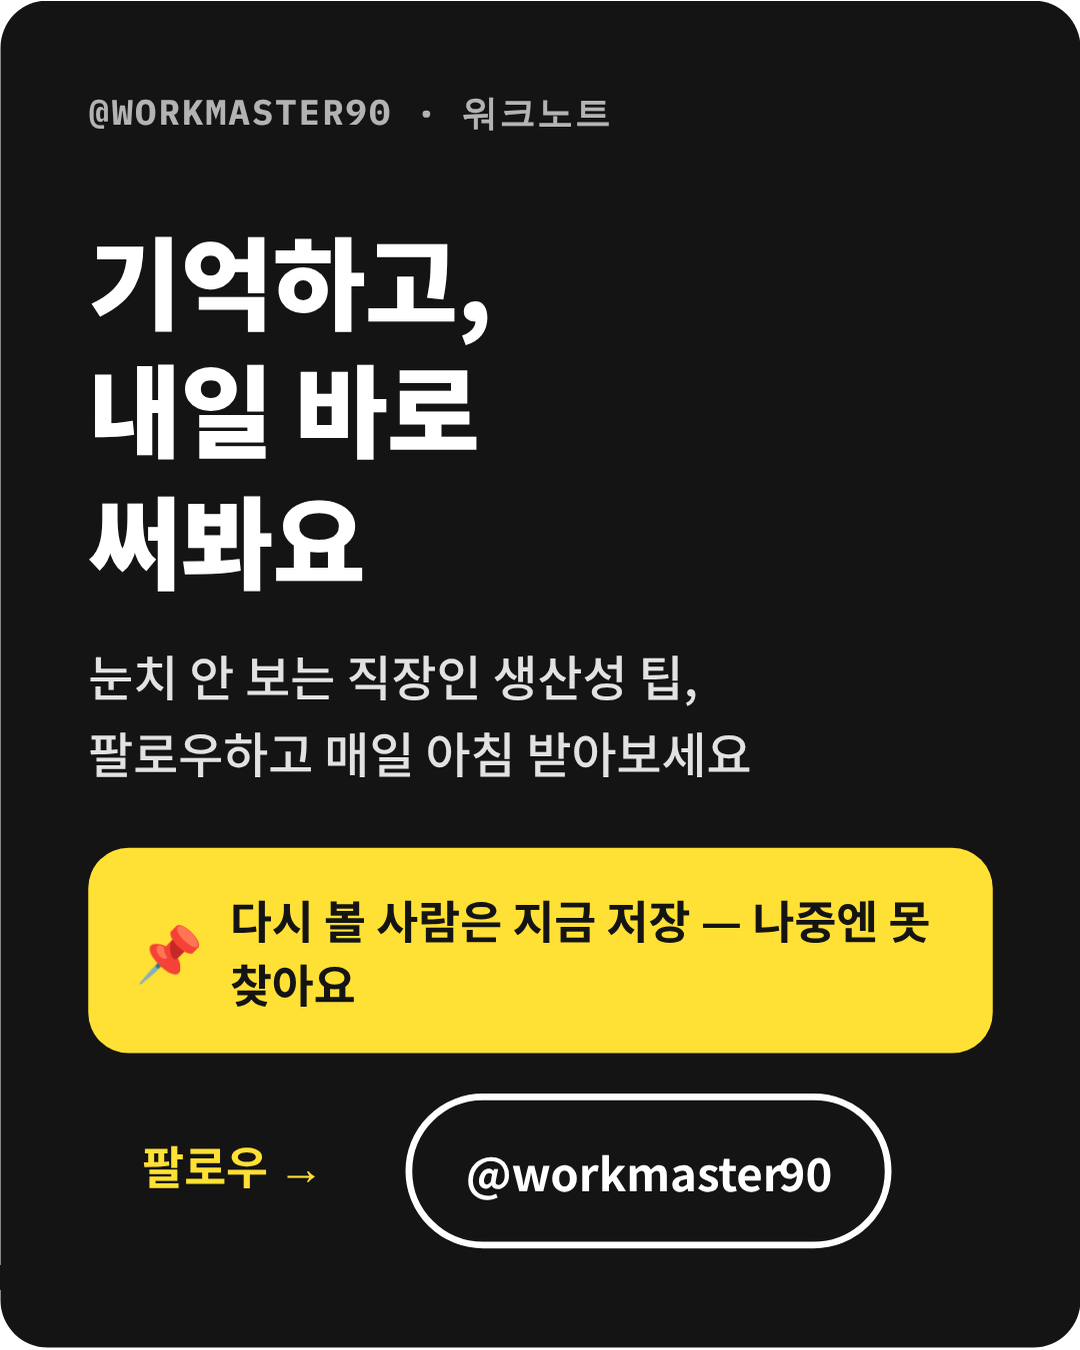 @WORKMASTER90 · 워크노트
기억하고,
내일 바로
써봐요
눈치 안 보는 직장인 생산성 팁,
팔로우하고 매일 아침 받아보세요
📌 다시 볼 사람은 지금 저장 — 나중엔 못
찾아요
팔로우 → @workmaster90